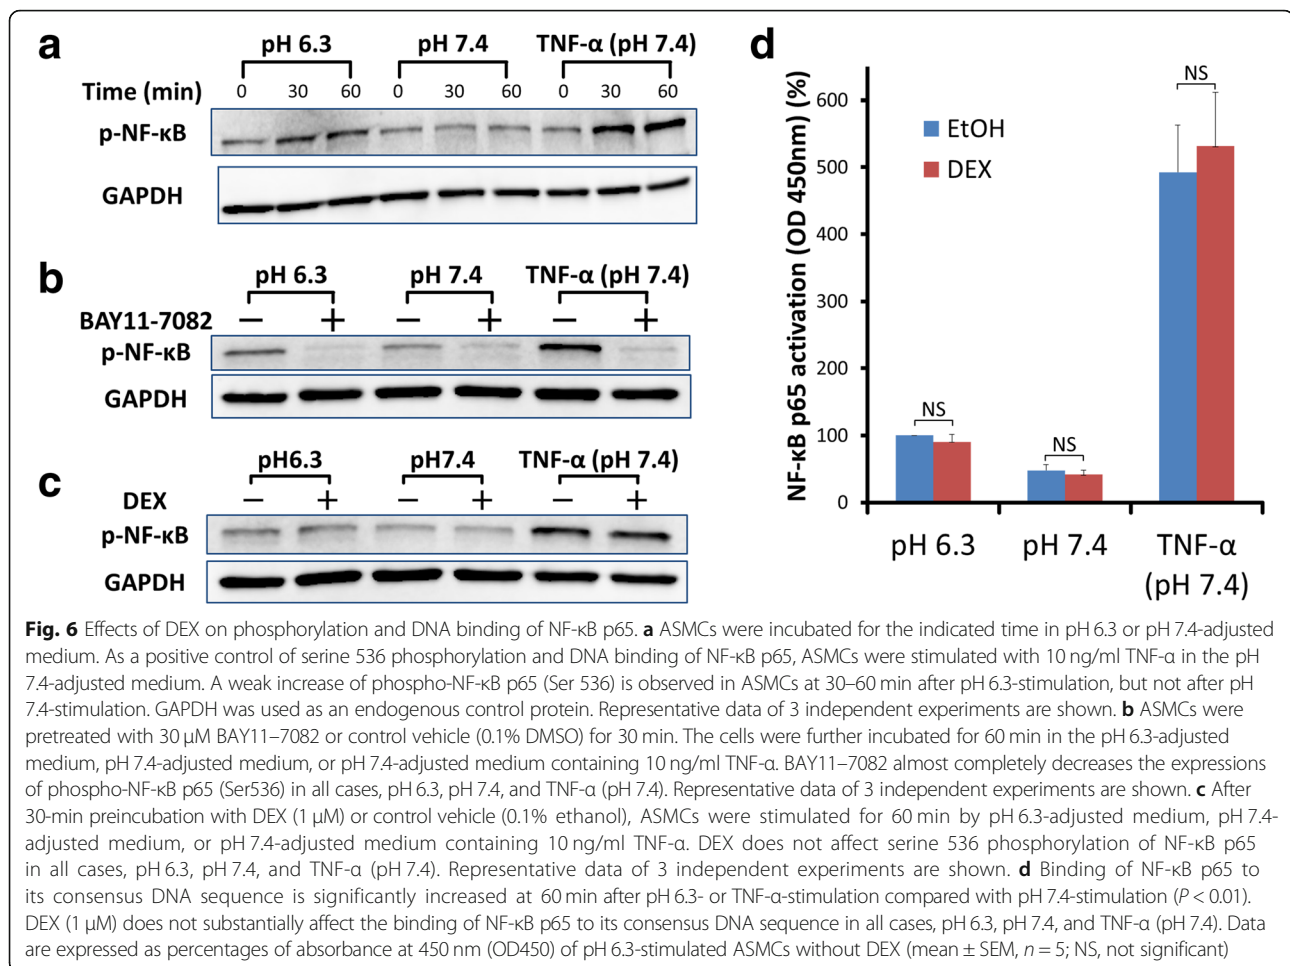 a
pH 6.3 pH 7.4 TNF-α (pH 7.4)
Time (min) 0 30 60 0 30 60 0 30 60
p-NF-κB
GAPDH
b
pH 6.3 pH 7.4 TNF-α (pH 7.4)
BAY11-7082 — + — + — +
p-NF-κB
GAPDH
c
pH6.3 pH7.4 TNF-α (pH 7.4)
DEX — + — + — +
p-NF-κB
GAPDH
d
NF-κB p65 activation (OD 450nm) (%)
600
500
400
300
200
100
0
EtOH
DEX
NS
NS
NS
pH 6.3 pH 7.4 TNF-α
(pH 7.4)
Fig. 6 Effects of DEX on phosphorylation and DNA binding of NF-κB p65. a ASMCs were incubated for the indicated time in pH 6.3 or pH 7.4-adjusted
medium. As a positive control of serine 536 phosphorylation and DNA binding of NF-κB p65, ASMCs were stimulated with 10 ng/ml TNF-α in the pH
7.4-adjusted medium. A weak increase of phospho-NF-κB p65 (Ser 536) is observed in ASMCs at 30–60 min after pH 6.3-stimulation, but not after pH
7.4-stimulation. GAPDH was used as an endogenous control protein. Representative data of 3 independent experiments are shown. b ASMCs were
pretreated with 30 μM BAY11–7082 or control vehicle (0.1% DMSO) for 30 min. The cells were further incubated for 60 min in the pH 6.3-adjusted
medium, pH 7.4-adjusted medium, or pH 7.4-adjusted medium containing 10 ng/ml TNF-α. BAY11–7082 almost completely decreases the expressions
of phospho-NF-κB p65 (Ser536) in all cases, pH 6.3, pH 7.4, and TNF-α (pH 7.4). Representative data of 3 independent experiments are shown. c After
30-min preincubation with DEX (1 μM) or control vehicle (0.1% ethanol), ASMCs were stimulated for 60 min by pH 6.3-adjusted medium, pH 7.4-
adjusted medium, or pH 7.4-adjusted medium containing 10 ng/ml TNF-α. DEX does not affect serine 536 phosphorylation of NF-κB p65
in all cases, pH 6.3, pH 7.4, and TNF-α (pH 7.4). Representative data of 3 independent experiments are shown. d Binding of NF-κB p65 to
its consensus DNA sequence is significantly increased at 60 min after pH 6.3- or TNF-α-stimulation compared with pH 7.4-stimulation (P < 0.01).
DEX (1 μM) does not substantially affect the binding of NF-κB p65 to its consensus DNA sequence in all cases, pH 6.3, pH 7.4, and TNF-α (pH 7.4). Data
are expressed as percentages of absorbance at 450 nm (OD450) of pH 6.3-stimulated ASMCs without DEX (mean ± SEM, n = 5; NS, not significant)